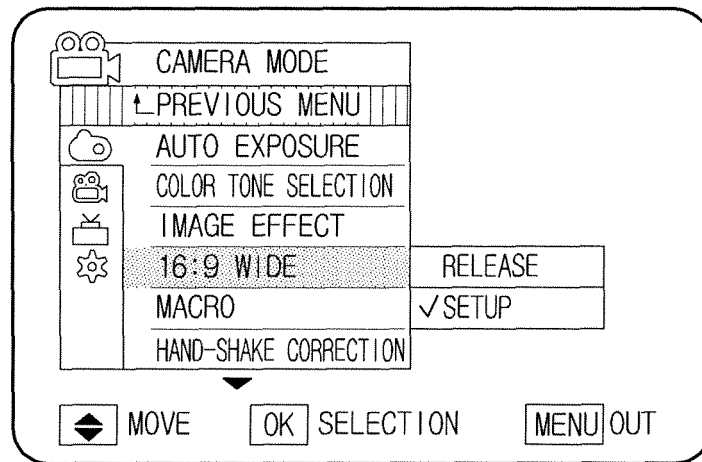 CAMERA MODE
PREVIOUS MENU
AUTO EXPOSURE
COLOR TONE SELECTION
IMAGE EFFECT
16:9 WIDE
RELEASE
MACRO
✓SETUP
HAND-SHAKE CORRECTION
MOVE
OK SELECTION
MENU OUT